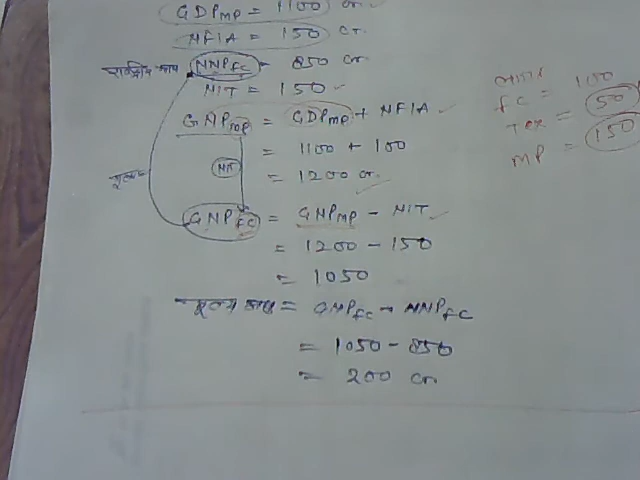 GDPMP = 1100 cr.
NFIA = 150 cr.
राष्ट्रीय आय NNPFC = 850 cr
NIT = 150
GNPMP = GDPMP + NFIA
= 1100 + 100
NIT
= 1200 cr.
GNPFC = GNPMP - NIT
= 1200 - 150
= 1050
मूल्य ह्रास = GNPFC - NNPFC
= 1050 - 850
= 200 cr
FC = 100
Tax = 50
MP = 150